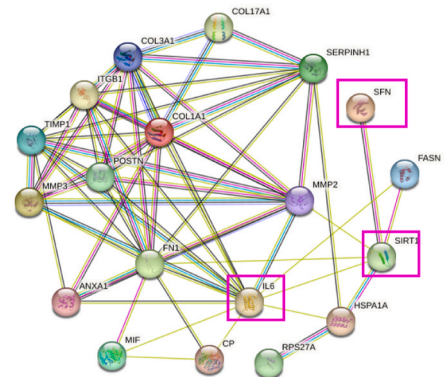 COL17A1
COL3A1
SERPINH1
ITGB1
SFN
COL1A1
TIMP1
POSTN
FASN
MMP3
MMP2
SIRT1
FN1
IL6
ANXA1
HSPA1A
MIF
CP
RPS27A